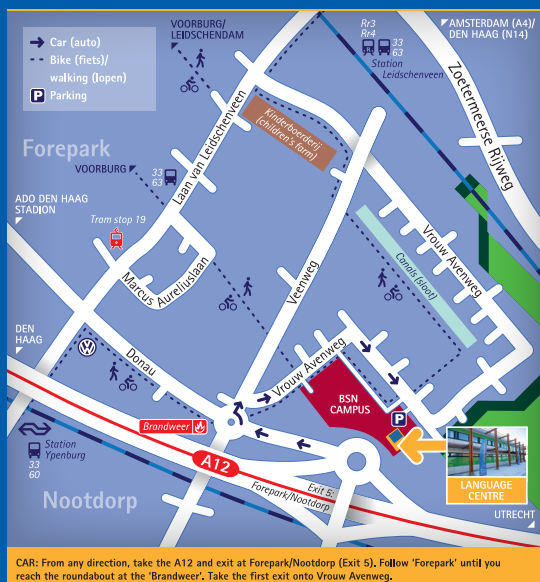 Car (auto)
Bike (fiets)/
walking (lopen)
P Parking
VOORBURG/
LEIDSCHENDAM
Rr3
Rr4
33
63
Station
Leidschenveen
AMSTERDAM (A4)/
DEN HAAG (N14)
Zoetermeerse Rijweg
Forepark
Laan van Leidschenveen
Kinderboerderij
(children's farm)
VOORBURG
33
63
ADO DEN HAAG
STADION
Tram stop 19
Marcus Aureliuslaan
Veenweg
Canals (sloot)
Vrouw Avenweg
DEN
HAAG
VW
Donau
Vrouw Avenweg
BSN
CAMPUS
P
Brandweer
Station
Ypenburg
33
60
A12
Exit 5:
Forepark/Nootdorp
LANGUAGE
CENTRE
Nootdorp
UTRECHT
CAR: From any direction, take the A12 and exit at Forepark/Nootdorp (Exit 5). Follow 'Forepark' until you
reach the roundabout at the 'Brandweer'. Take the first exit onto Vrouw Avenweg.